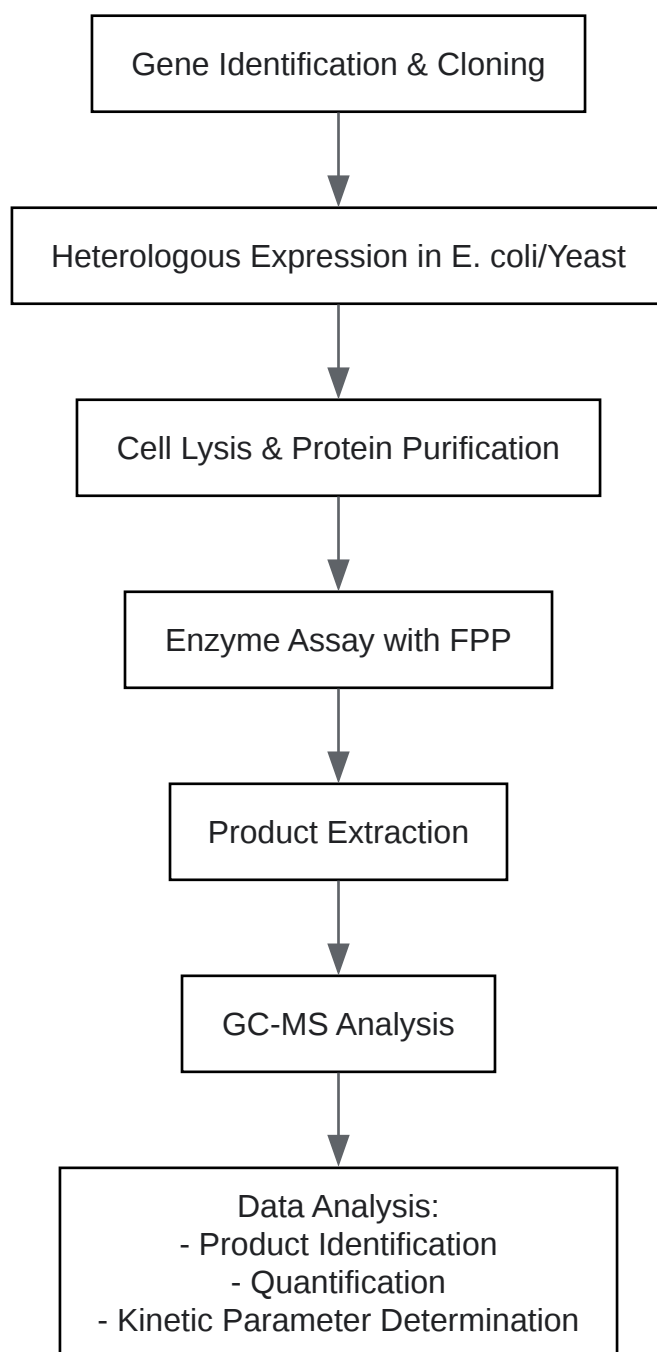 Gene Identification & Cloning
Heterologous Expression in E. coli/Yeast
Cell Lysis & Protein Purification
Enzyme Assay with FPP
Product Extraction
GC-MS Analysis
Data Analysis:
- Product Identification
- Quantification
- Kinetic Parameter Determination